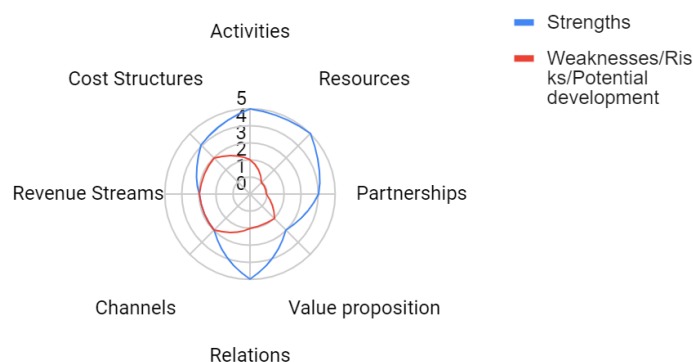 Activities
Strengths
Weaknesses/Ris
ks/Potential
development
Cost Structures
Resources
5
4
3
2
1
0
Revenue Streams
Partnerships
Channels
Value proposition
Relations